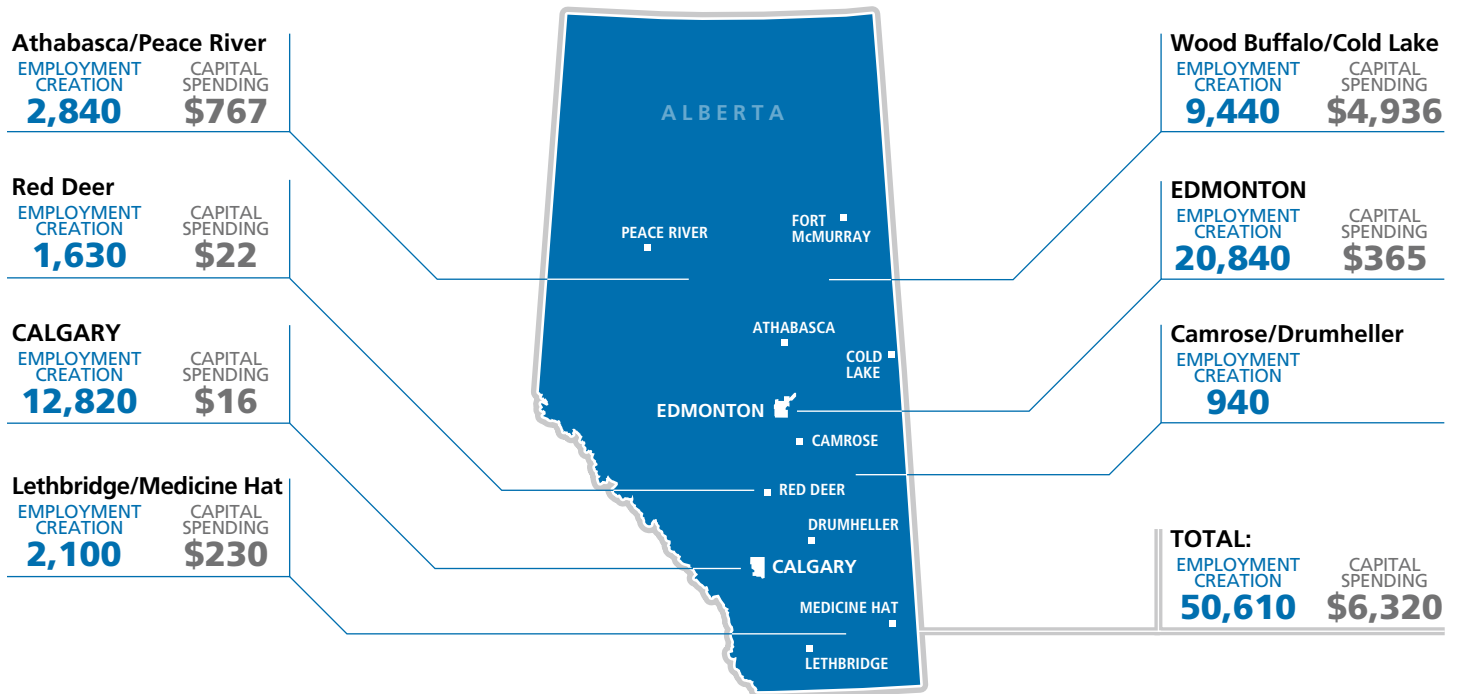 Athabasca/Peace River
EMPLOYMENT CREATION
CAPITAL SPENDING
2,840
$767
Red Deer
EMPLOYMENT CREATION
CAPITAL SPENDING
1,630
$22
CALGARY
EMPLOYMENT CREATION
CAPITAL SPENDING
12,820
$16
Lethbridge/Medicine Hat
EMPLOYMENT CREATION
CAPITAL SPENDING
2,100
$230
ALBERTA
PEACE RIVER
FORT
McMURRAY
ATHABASCA
COLD
LAKE
EDMONTON
CAMROSE
RED DEER
DRUMHELLER
CALGARY
MEDICINE HAT
LETHBRIDGE
Wood Buffalo/Cold Lake
EMPLOYMENT CREATION
CAPITAL SPENDING
9,440
$4,936
EDMONTON
EMPLOYMENT CREATION
CAPITAL SPENDING
20,840
$365
Camrose/Drumheller
EMPLOYMENT CREATION
940
TOTAL:
EMPLOYMENT CREATION
CAPITAL SPENDING
50,610
$6,320